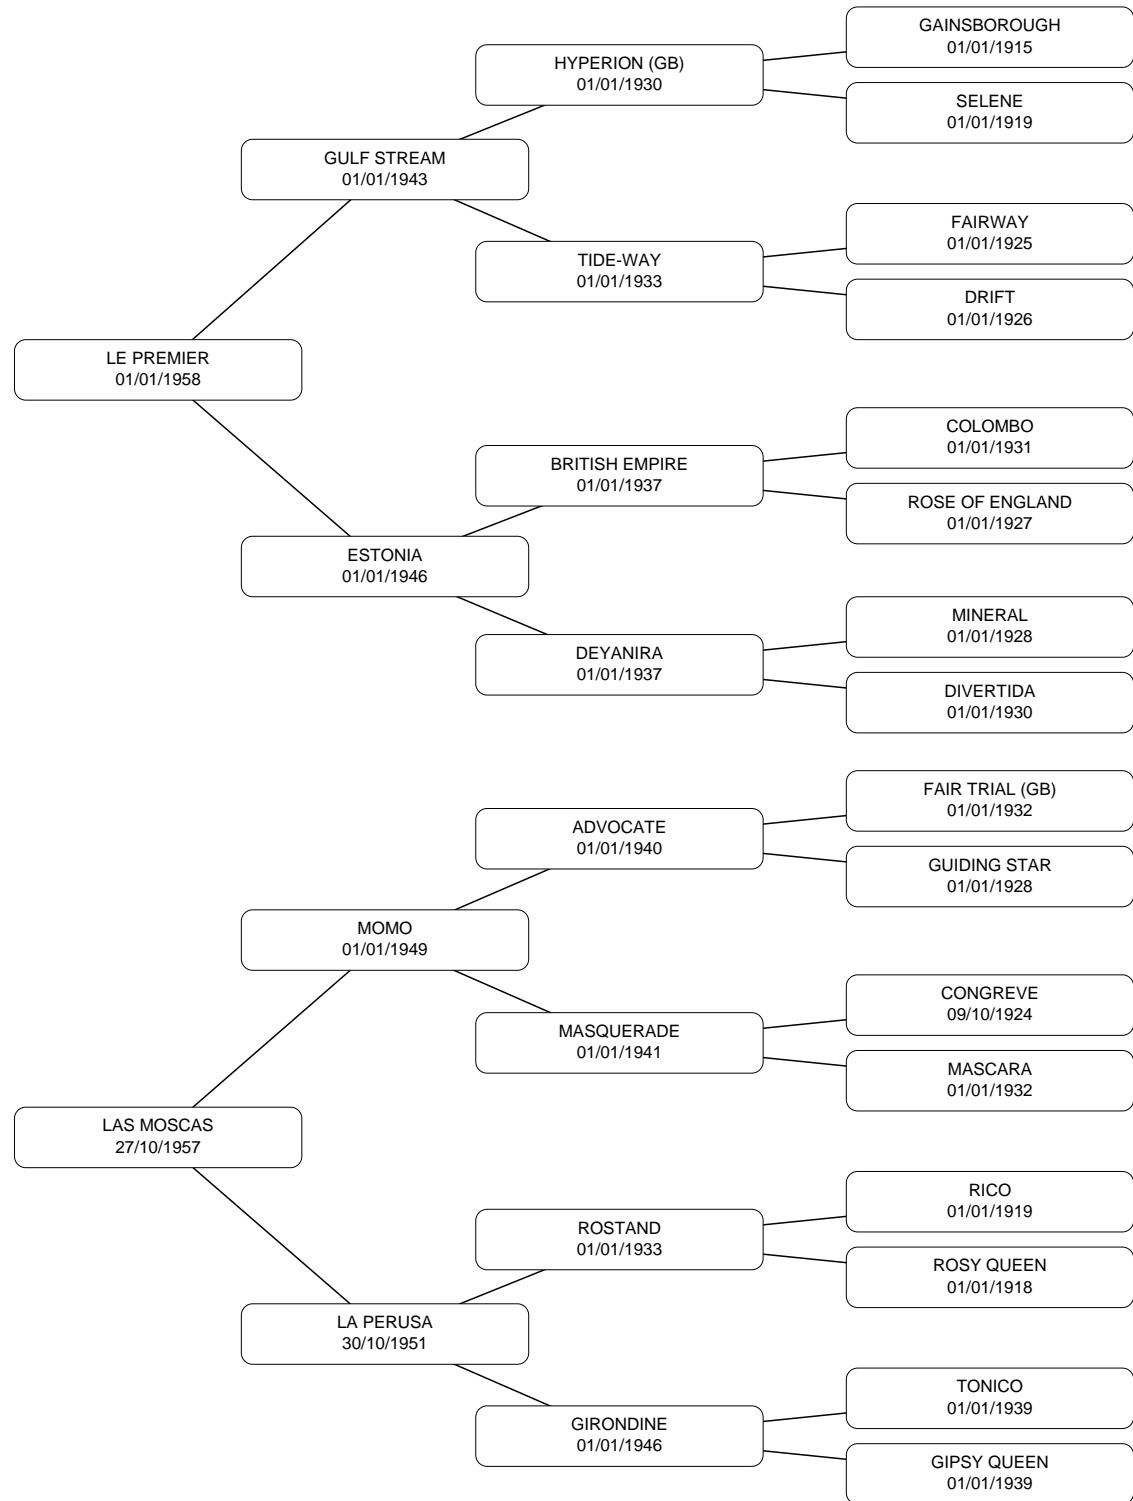 GAINSBOROUGH
01/01/1915
HYPERION (GB)
01/01/1930
SELENE
01/01/1919
GULF STREAM
01/01/1943
FAIRWAY
01/01/1925
TIDE-WAY
01/01/1933
DRIFT
01/01/1926
LE PREMIER
01/01/1958
COLOMBO
01/01/1931
BRITISH EMPIRE
01/01/1937
ROSE OF ENGLAND
01/01/1927
ESTONIA
01/01/1946
MINERAL
01/01/1928
DEYANIRA
01/01/1937
DIVERTIDA
01/01/1930
FAIR TRIAL (GB)
01/01/1932
ADVOCATE
01/01/1940
GUIDING STAR
01/01/1928
MOMO
01/01/1949
CONGREVE
09/10/1924
MASQUERADE
01/01/1941
MASCARA
01/01/1932
LAS MOSCAS
27/10/1957
RICO
01/01/1919
ROSTAND
01/01/1933
ROSY QUEEN
01/01/1918
LA PERUSA
30/10/1951
TONICO
01/01/1939
GIRONDINE
01/01/1946
GIPSY QUEEN
01/01/1939